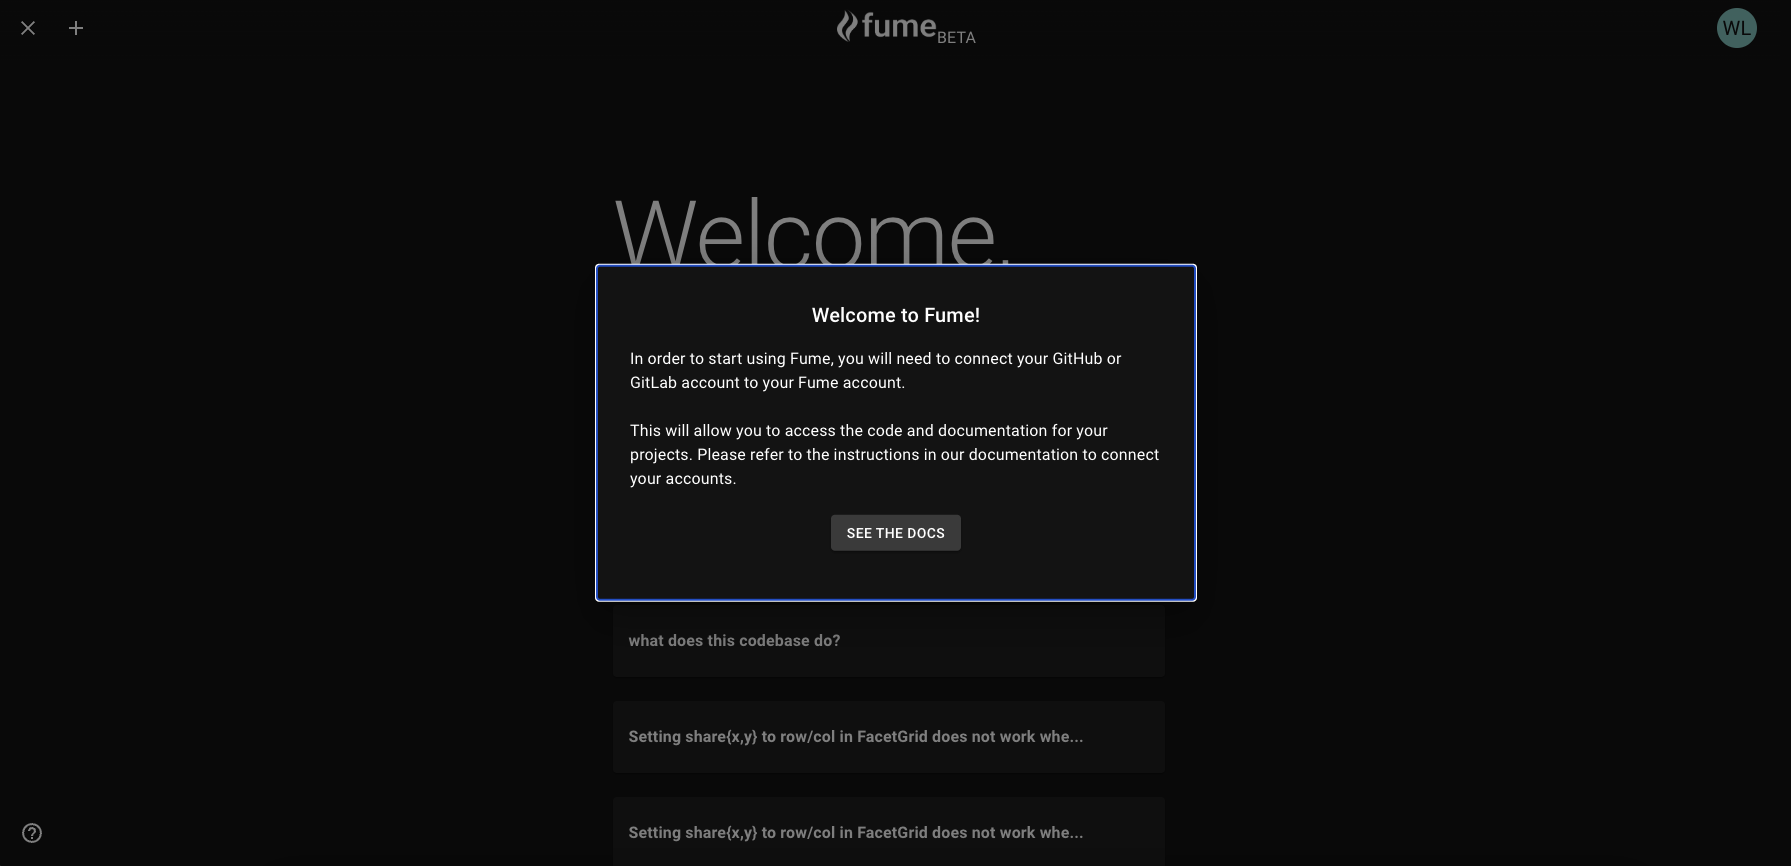 fume BETA
WL
Welcome.
Welcome to Fume!
In order to start using Fume, you will need to connect your GitHub or
GitLab account to your Fume account.
This will allow you to access the code and documentation for your
projects. Please refer to the instructions in our documentation to connect
your accounts.
SEE THE DOCS
what does this codebase do?
Setting share{x,y} to row/col in FacetGrid does not work whe...
Setting share{x,y} to row/col in FacetGrid does not work whe...